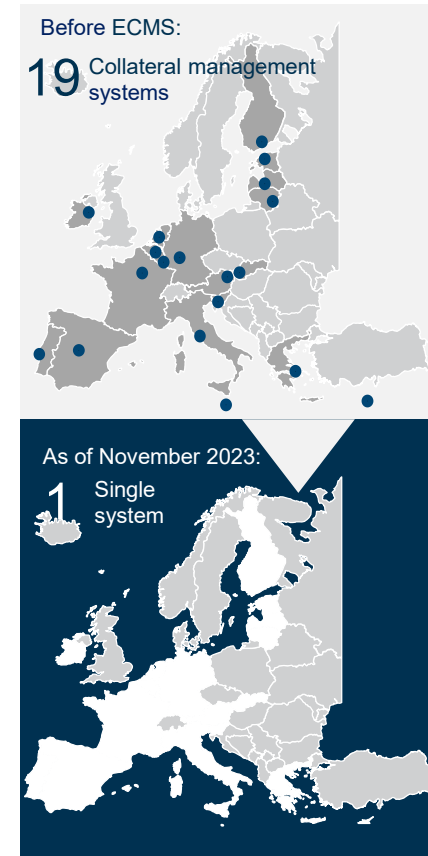 Before ECMS:
19 Collateral management
systems
As of November 2023:
1 Single
system